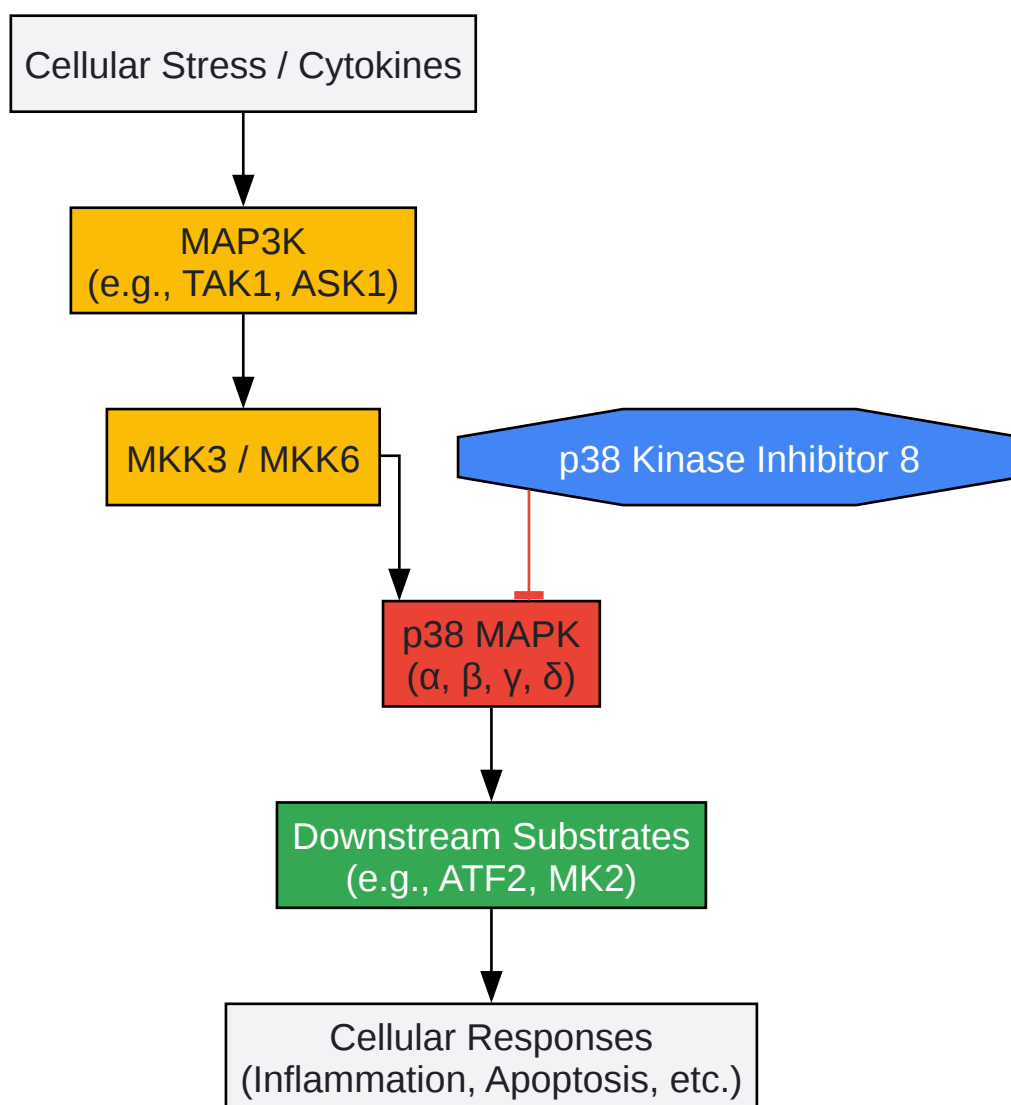 Cellular Stress / Cytokines
MAP3K
(e.g., TAK1, ASK1)
MKK3 / MKK6
p38 Kinase Inhibitor 8
p38 MAPK
(α, β, γ, δ)
Downstream Substrates
(e.g., ATF2, MK2)
Cellular Responses
(Inflammation, Apoptosis, etc.)